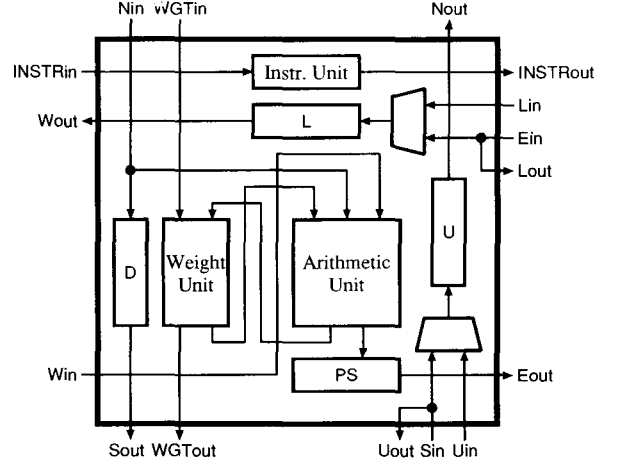 Nin WGTin Nout
INSTRin Instr. Unit INSTRout
Lin
Wout L
Ein
Lout
U
D Weight Unit Arithmetic Unit
Win PS Eout
Sout WGTout Uout Sin Uin